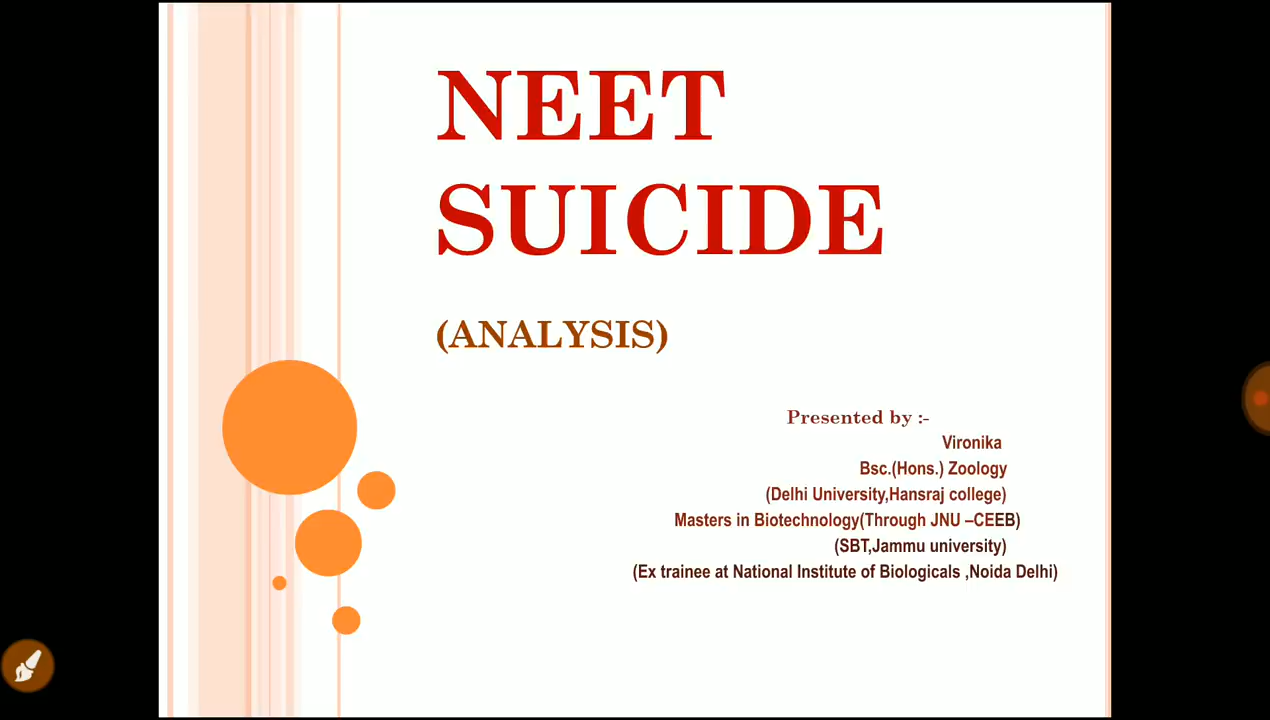 NEET
SUICIDE
(ANALYSIS)
Presented by :-
Vironika
Bsc.(Hons.) Zoology
(Delhi University,Hansraj college)
Masters in Biotechnology(Through JNU –CEEB)
(SBT,Jammu university)
(Ex trainee at National Institute of Biologicals ,Noida Delhi)